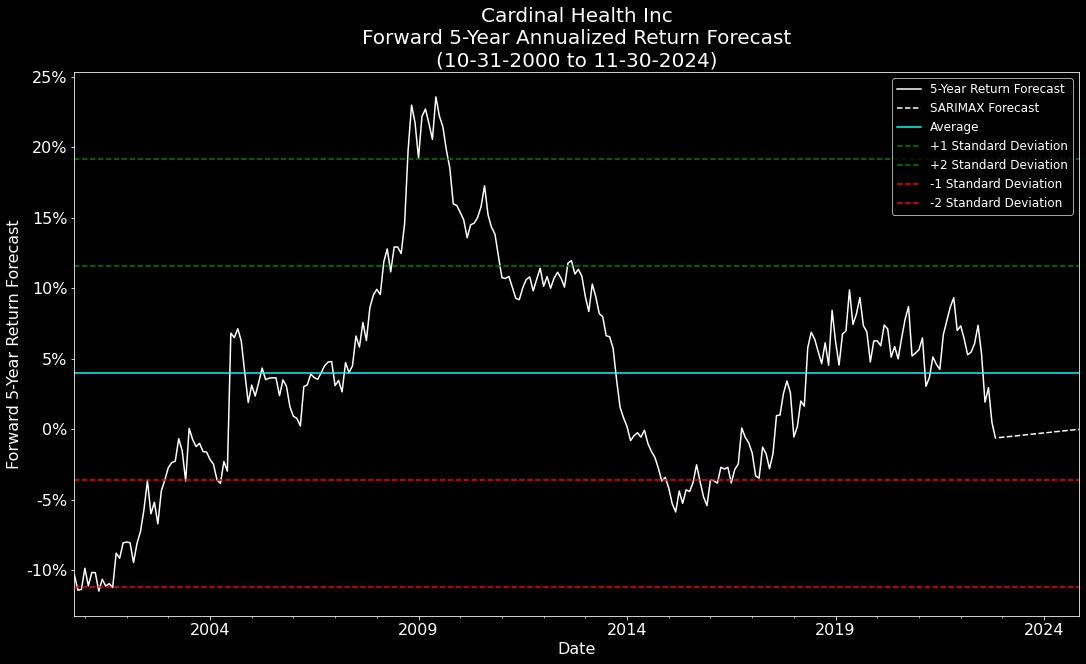 Cardinal Health Inc
Forward 5-Year Annualized Return Forecast
(10-31-2000 to 11-30-2024)
25%
20%
15%
10%
5%
0%
-5%
-10%
Forward 5-Year Return Forecast
5-Year Return Forecast
SARIMAX Forecast
Average
+1 Standard Deviation
+2 Standard Deviation
-1 Standard Deviation
-2 Standard Deviation
2004
2009
2014
2019
2024
Date